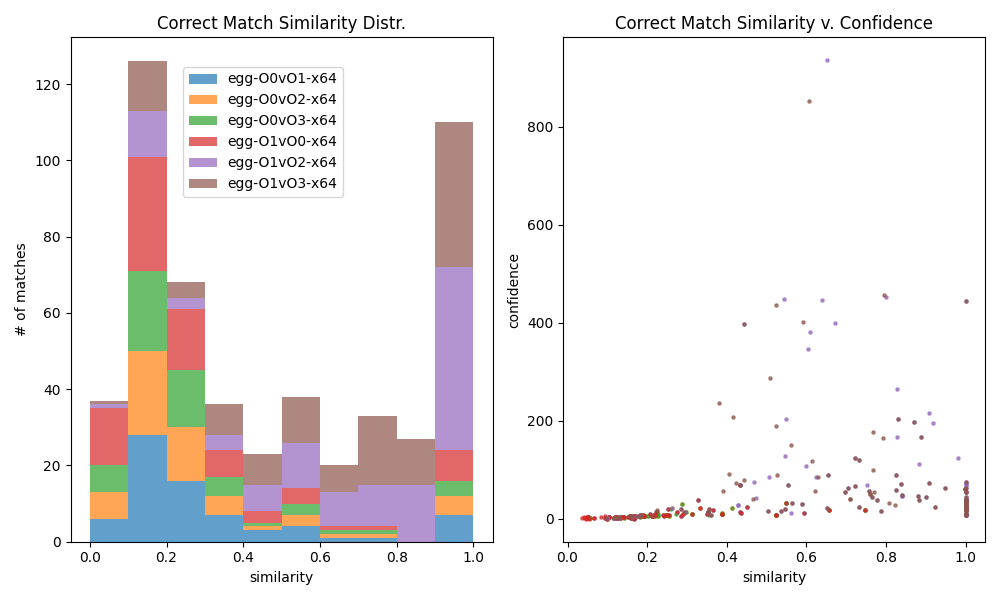 Correct Match Similarity Distr.
# of matches
120
100
80
60
40
20
0
egg-O0vO1-x64
egg-O0vO2-x64
egg-O0vO3-x64
egg-O1vO0-x64
egg-O1vO2-x64
egg-O1vO3-x64
0.0 0.2 0.4 0.6 0.8 1.0
similarity
Correct Match Similarity v. Confidence
confidence
800
600
400
200
0
0.0 0.2 0.4 0.6 0.8 1.0
similarity